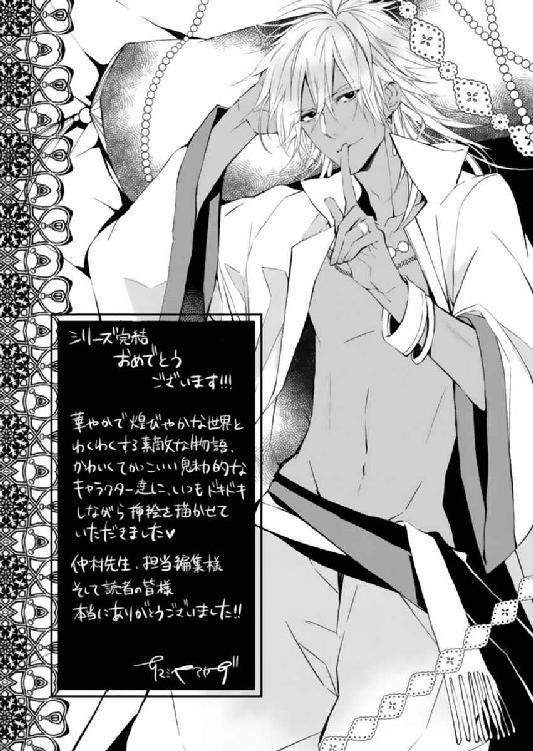 シリーズ完結
おめでとう
ございます!!!
華やかで煌びやかな世界と
わくわくする素敵な物語、
かわいくてかっこいい魅力的な
キャラクター達に、いつもドキドキ
しながら挿絵を描かせて
いただきました♥
仲村先生、担当編集様
そして読者の皆様
本当にありがとうございました!!